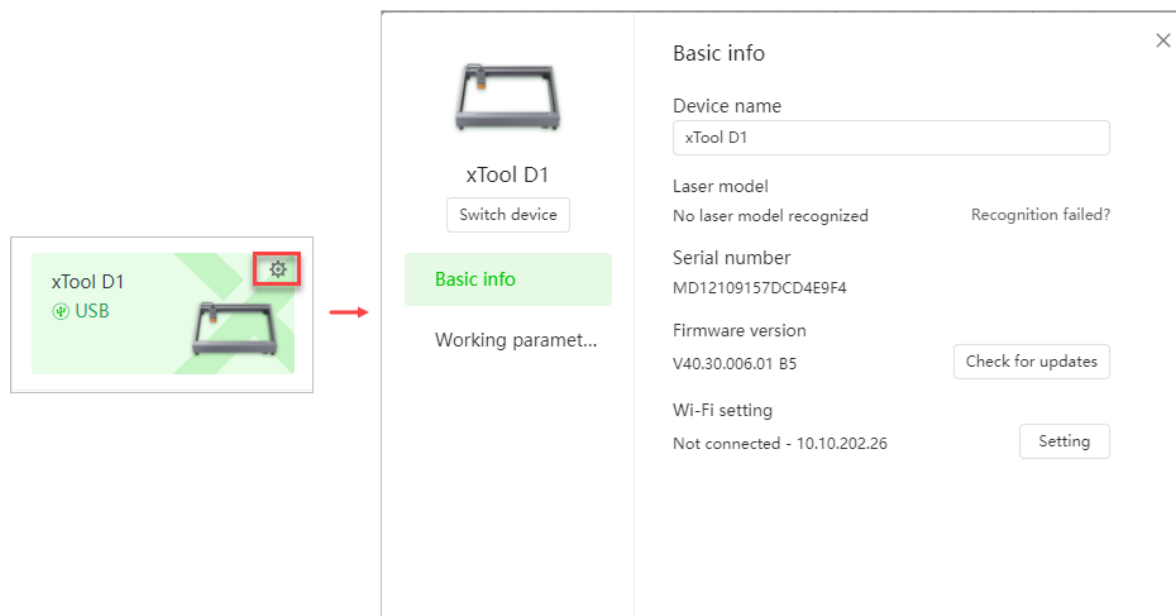 xTool D1
USB
xTool D1
Switch device
Basic info
Working paramet...
Basic info
Device name
xTool D1
Laser model
No laser model recognized Recognition failed?
Serial number
MD12109157DCD4E9F4
Firmware version
V40.30.006.01 B5 Check for updates
Wi-Fi setting
Not connected - 10.10.202.26 Setting